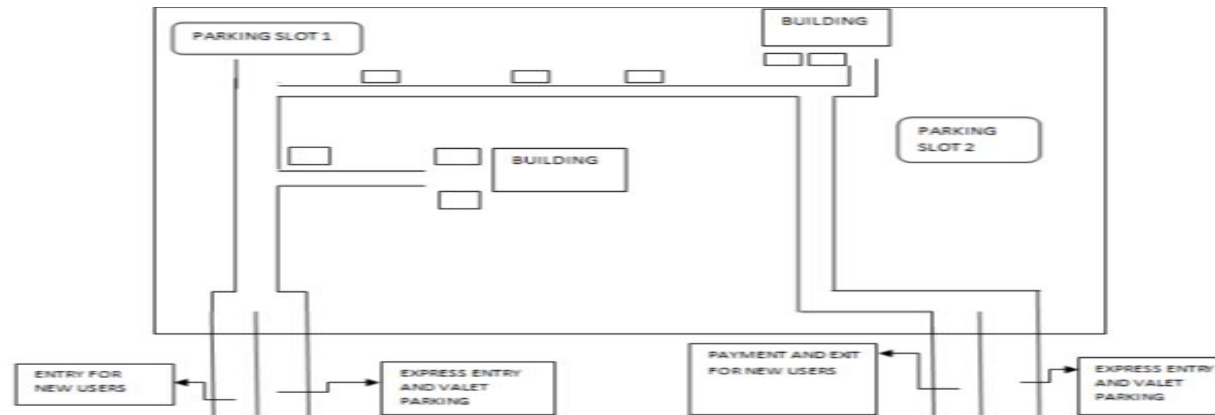 PARKING SLOT 1
BUILDING
PARKING
SLOT 2
BUILDING
ENTRY FOR
NEW USERS
EXPRESS ENTRY
AND VALET
PARKING
PAYMENT AND EXIT
FOR NEW USERS
EXPRESS ENTRY
AND VALET
PARKING